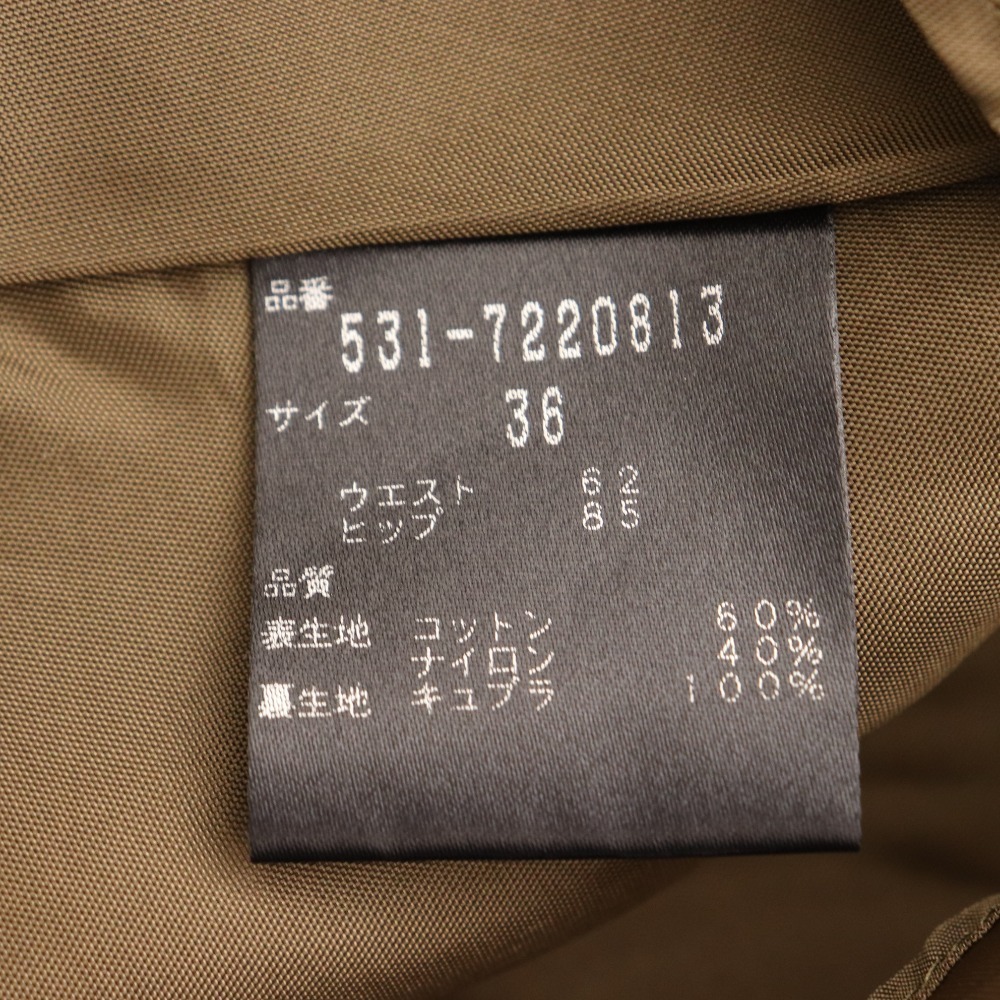 品番
531-7220813
サイズ 36
ウエスト 62
ヒップ 85
品質
表生地 コットン 60%
ナイロン 40%
裏生地 キュプラ 100%